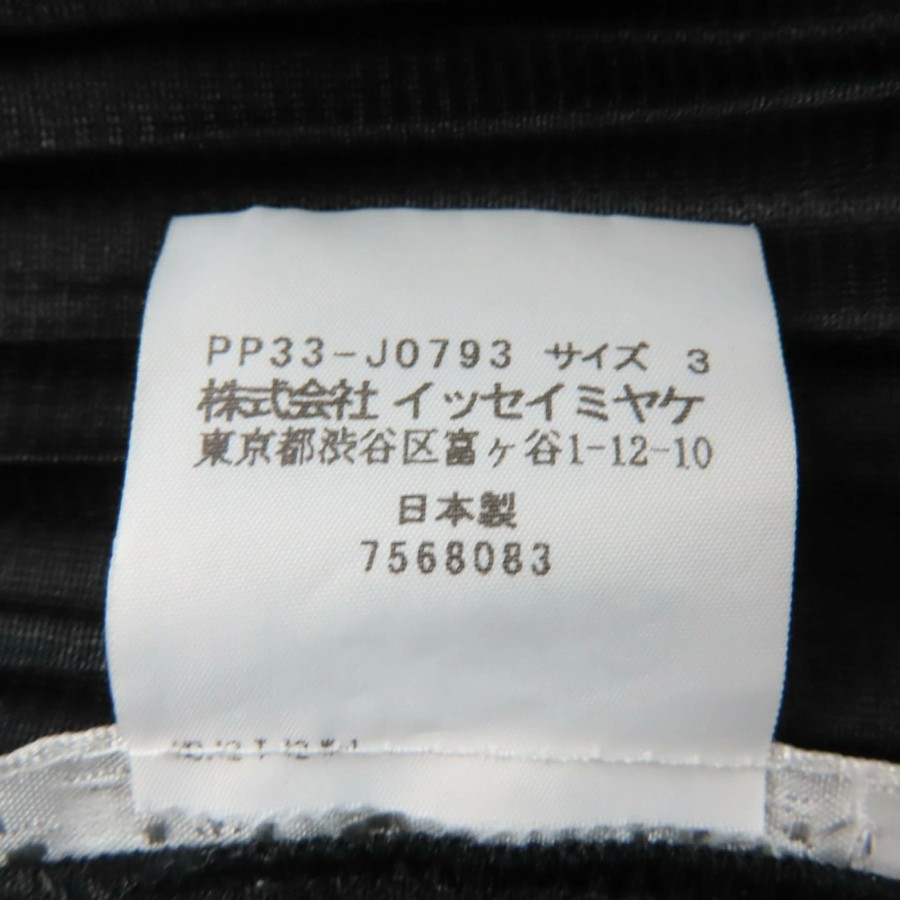 PP33-J0793 サイズ 3
株式会社 イッセイミヤケ
東京都渋谷区富ヶ谷1-12-10
日本製
7568083